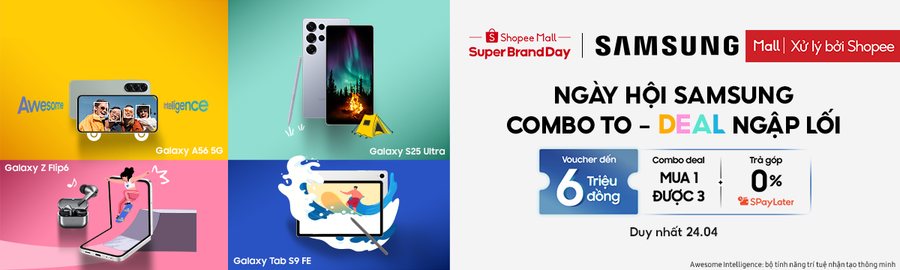 Awesome
Intelligence
Galaxy A56 5G
Galaxy S25 Ultra
Galaxy Z Flip6
Galaxy Tab S9 FE
Shopee Mall
Super Brand Day
SAMSUNG
Mall | Xử lý bởi Shopee
NGÀY HỘI SAMSUNG
COMBO TO – DEAL NGẬP LỐI
Voucher đến
6 Triệu
đồng
Combo deal
MUA 1
ĐƯỢC 3
Trả góp
0%
SPayLater
Duy nhất 24.04
Awesome Intelligence: bộ tính năng trí tuệ nhân tạo thông minh